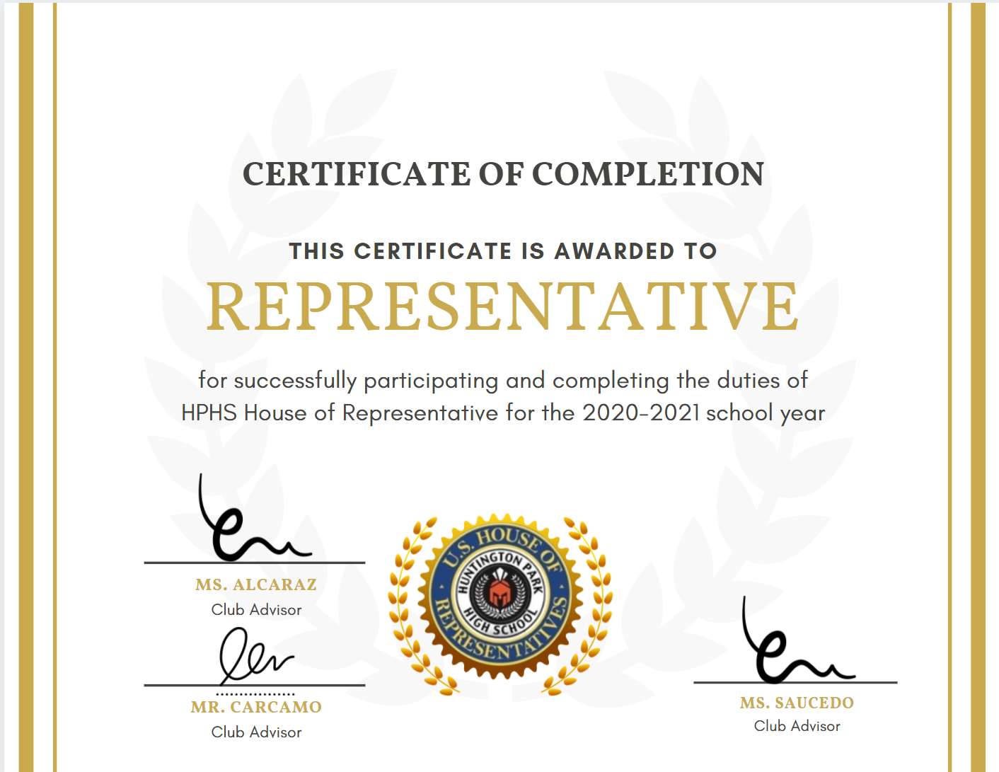 CERTIFICATE OF COMPLETION
THIS CERTIFICATE IS AWARDED TO
REPRESENTATIVE
for successfully participating and completing the duties of
HPHS House of Representative for the 2020-2021 school year
MS. ALCARAZ
Club Advisor
MR. CARCAMO
Club Advisor
U.S. HOUSE OF
REPRESENTATIVES
HUNTINGTON PARK
HIGH SCHOOL
MS. SAUCEDO
Club Advisor